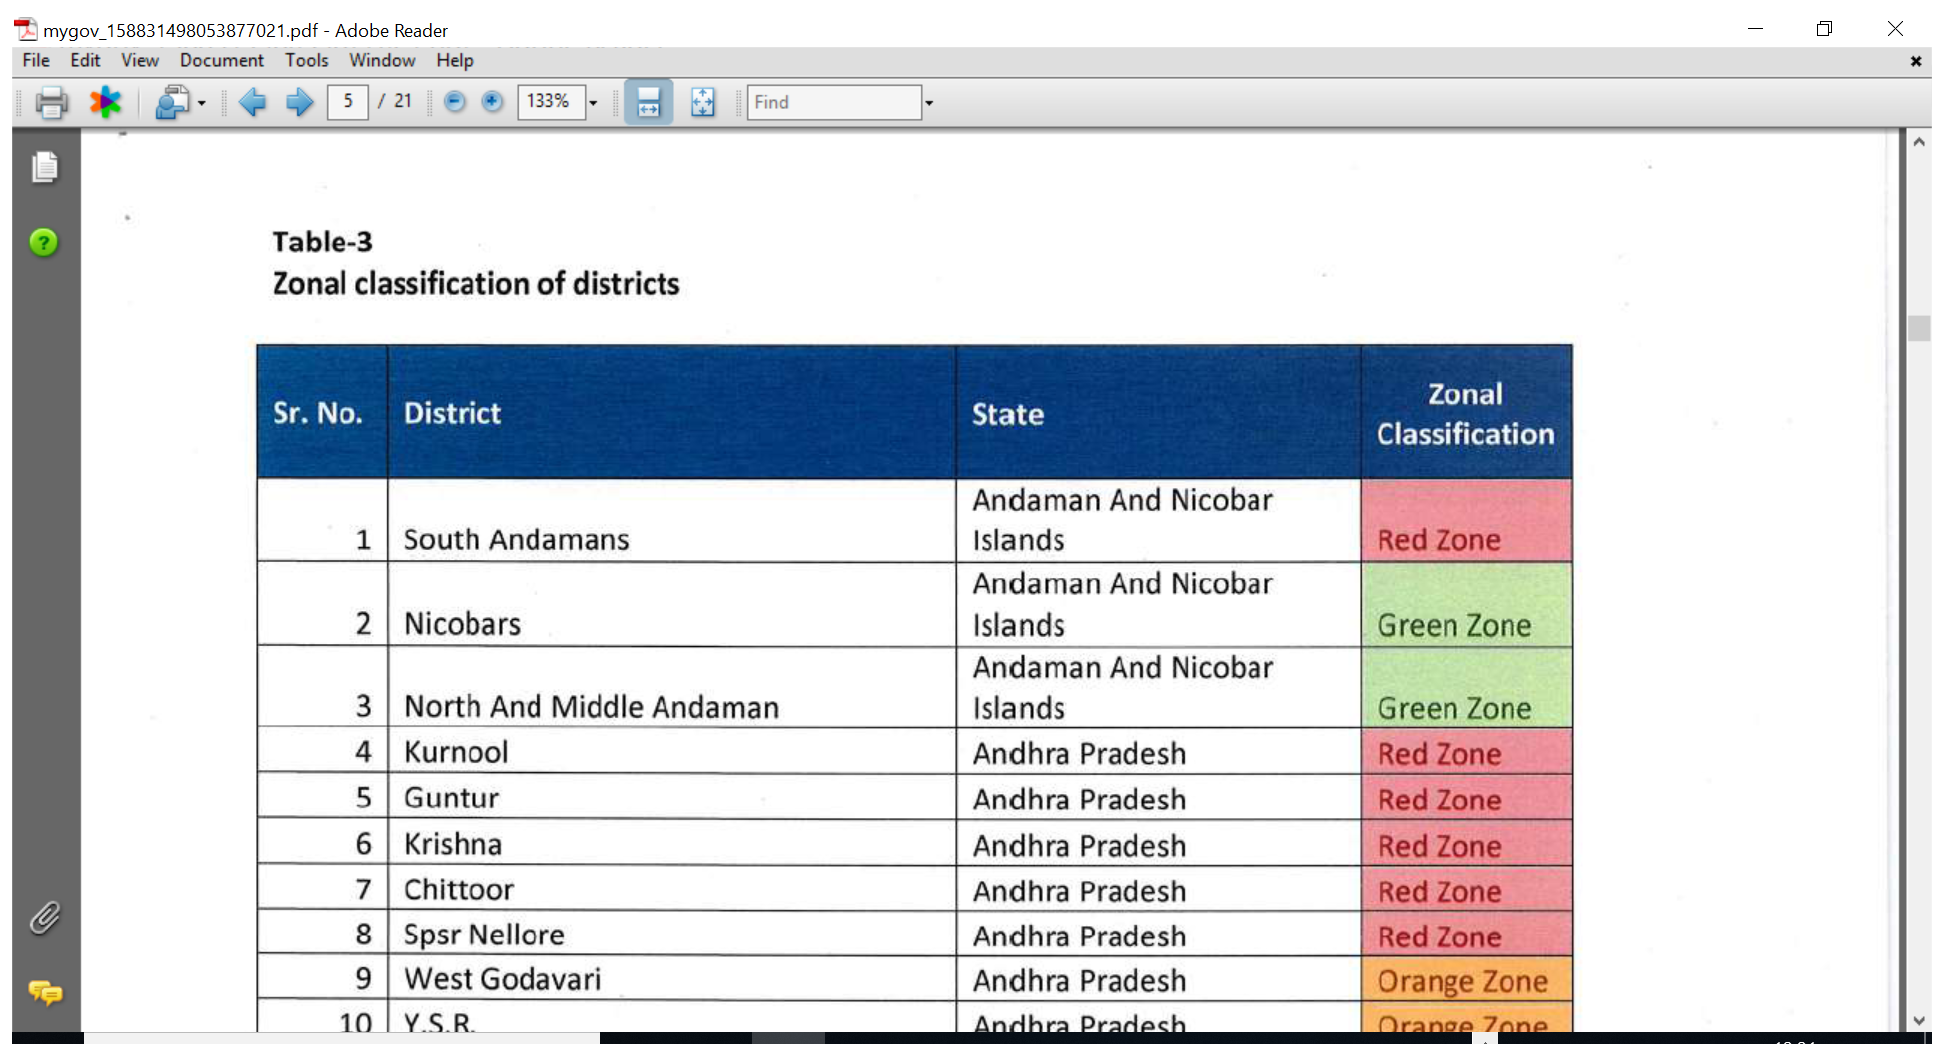 mygov_158831498053877021.pdf - Adobe Reader
File Edit View Document Tools Window Help
5 / 21 133% Find
Table-3
Zonal classification of districts
Sr. No. District State Zonal Classification
1 South Andamans Andaman And Nicobar Islands Red Zone
2 Nicobars Andaman And Nicobar Islands Green Zone
3 North And Middle Andaman Andaman And Nicobar Islands Green Zone
4 Kurnool Andhra Pradesh Red Zone
5 Guntur Andhra Pradesh Red Zone
6 Krishna Andhra Pradesh Red Zone
7 Chittoor Andhra Pradesh Red Zone
8 Spsr Nellore Andhra Pradesh Red Zone
9 West Godavari Andhra Pradesh Orange Zone
10 Y.S.R. Andhra Pradesh Orange Zone